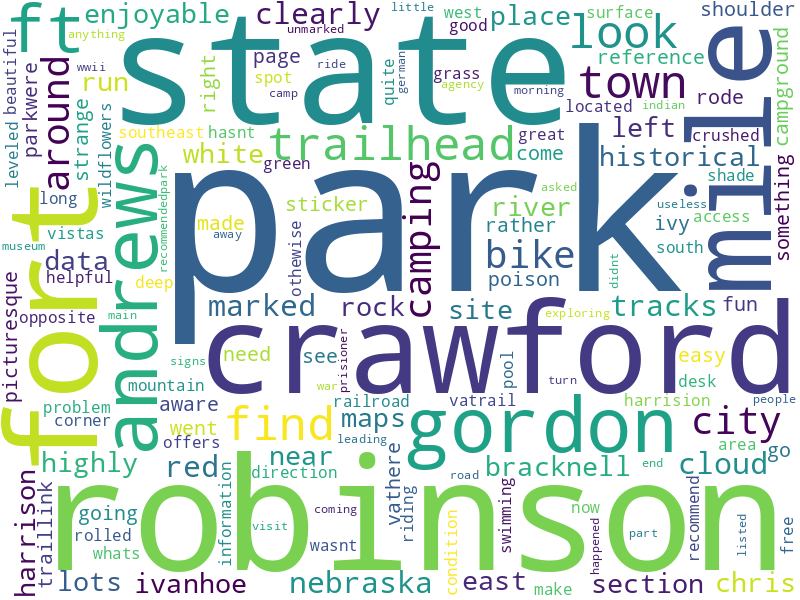 little
west
surface
shoulder
ft
enjoyable
clearly
place
look
good
unmarked
anything
beautiful
state
mile
reference
page
wwii
ride
german
grass
town
rode
campground
around
run
spot
right
camp
quite
agency
morning
located
indian
parkwere
strange
southeast
hasnt
trailhead
great
left
crushed
leveled
white
green
come
historical
something
wildflowers
andrews
park
camping
asked
shade
long
recommendedpark
made
sticker
river
useless
fort
vistas
away
othewise
rather
ivy
access
museum
data
bike
south
helpful
deep
poison
didnt
picturesque
marked
rock
site
exploring
tracks
fun
opposite
main
crawford
signs
need
see
prisioner
easy
mountain
war
pool
turn
desk
problem
aware
railroad
vatrail
harrision
people
corner
went
find
maps
gordon
city
offers
leading
area
go
highly
red
near
vathere
bracknell
cloud
harrison
direction
road
end
robinson
information
riding
swimming
now
recommend
traillink
going
visit
coming
condition
happened
part
listed
free
rolled
whats
wasnt
lots
ivanhoe
nebraska
east
make
section
chris